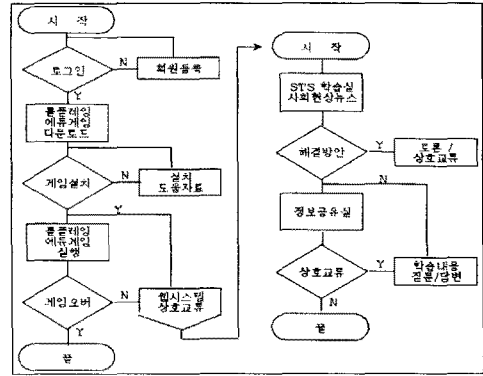 시 작
로그인
N
회원등록
Y
롤플레잉
에듀게임
다운로드
게임설치
N
설치
도움자료
Y
롤플레잉
에듀게임
실행
게임오버
N
웹시스템
상호교류
Y
끝
시 작
STS 학습실
사회현상뉴스
해결방안
Y
토론 /
상호교류
N
정보공유실
상호교류
Y
학습내용
질문/답변
N
끝